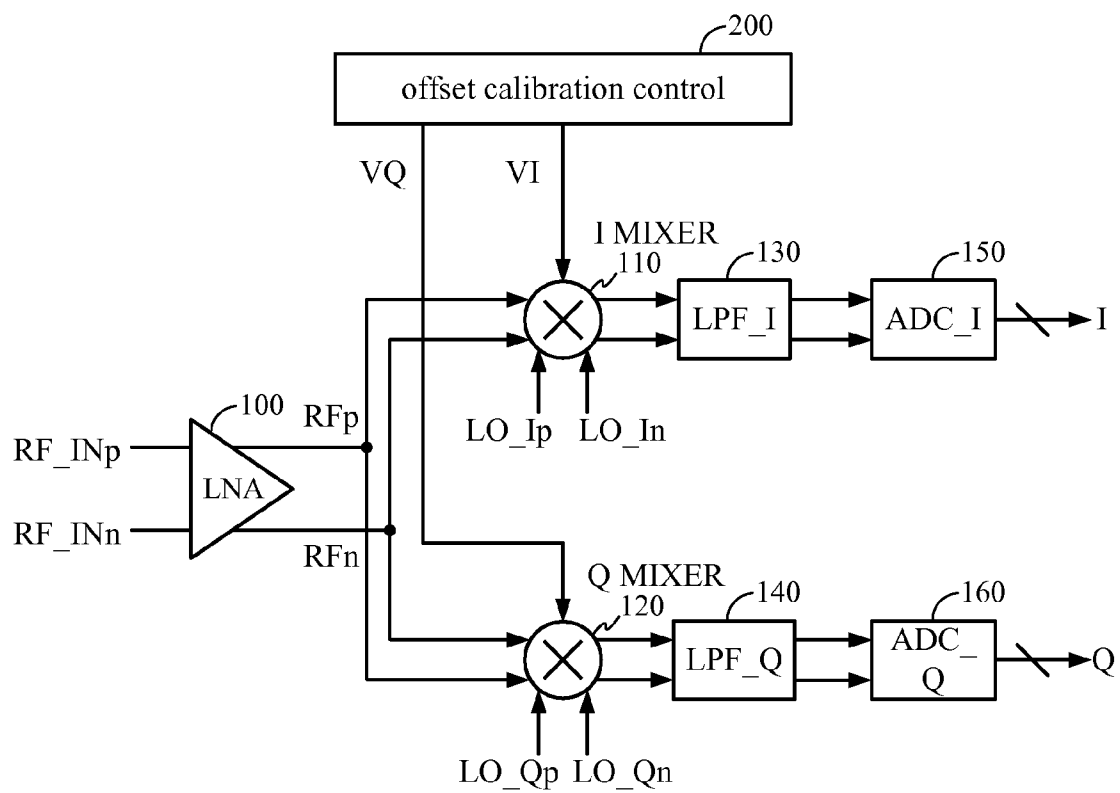 200
offset calibration control
VQ
VI
I MIXER
110
130
150
LPF_I
ADC_I
I
LO_Ip
LO_In
100
RFp
RF_INp
LNA
RF_INn
RFn
Q MIXER
120
140
160
LPF_Q
ADC_
Q
Q
LO_Qp
LO_Qn